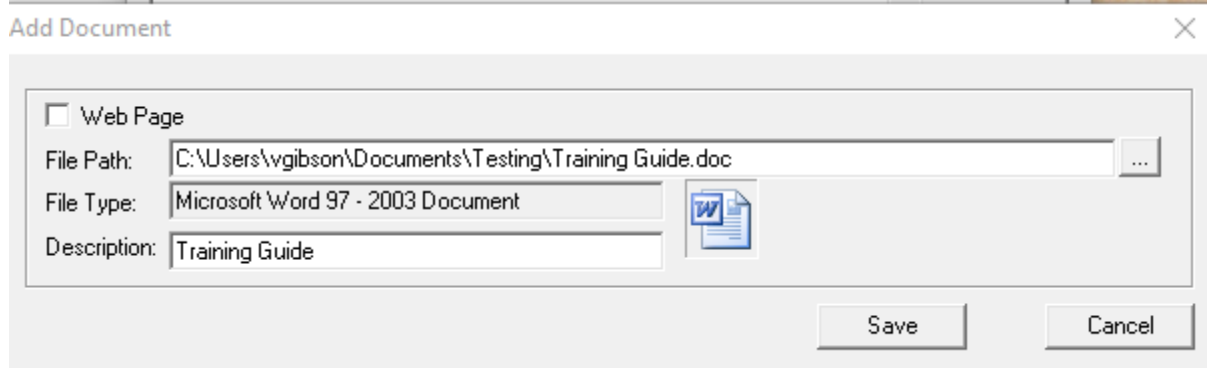 Add Document
Web Page
File Path: C:\Users\vgibson\Documents\Testing\Training Guide.doc ...
File Type: Microsoft Word 97 - 2003 Document
Description: Training Guide
Save Cancel